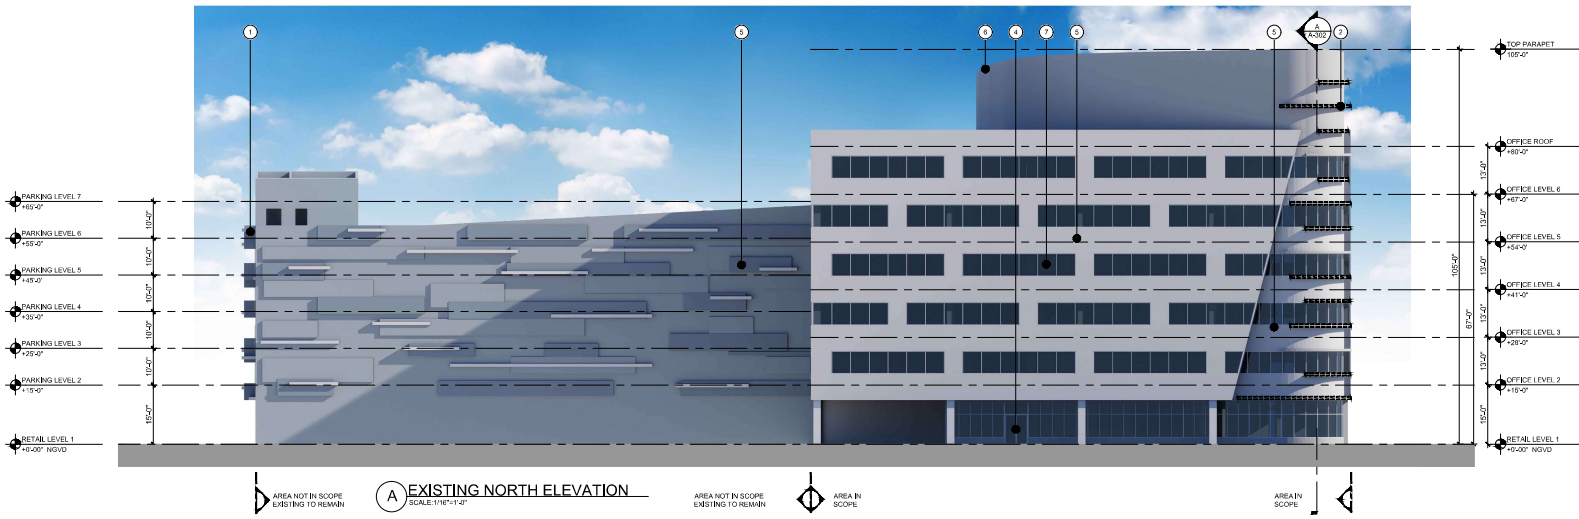 1
5
6
4
7
5
5
A
A-302
2
TOP PARAPET
105'-0"
OFFICE ROOF
+80'-0"
13'-0"
PARKING LEVEL 7
+65'-0"
OFFICE LEVEL 6
+67'-0"
10'-0"
13'-0"
PARKING LEVEL 6
+55'-0"
OFFICE LEVEL 5
+54'-0'
10'-0"
105'-0"
13'-0"
PARKING LEVEL 5
+45'-0"
OFFICE LEVEL 4
+41'-0"
10'-0"
67'-0"
13'-0"
PARKING LEVEL 4
+35'-0"
OFFICE LEVEL 3
+28'-0"
10'-0"
13'-0"
PARKING LEVEL 3
+25'-0"
10'-0"
PARKING LEVEL 2
+15'-0"
OFFICE LEVEL 2
+15'-0"
15'-0"
15'-0"
RETAIL LEVEL 1
+0'-00" NGVD
RETAIL LEVEL 1
+0'-00" NGVD
AREA NOT IN SCOPE
EXISTING TO REMAIN
A
EXISTING NORTH ELEVATION
SCALE:1/16"=1'-0"
AREA NOT IN SCOPE
EXISTING TO REMAIN
AREA IN
SCOPE
AREA IN
SCOPE